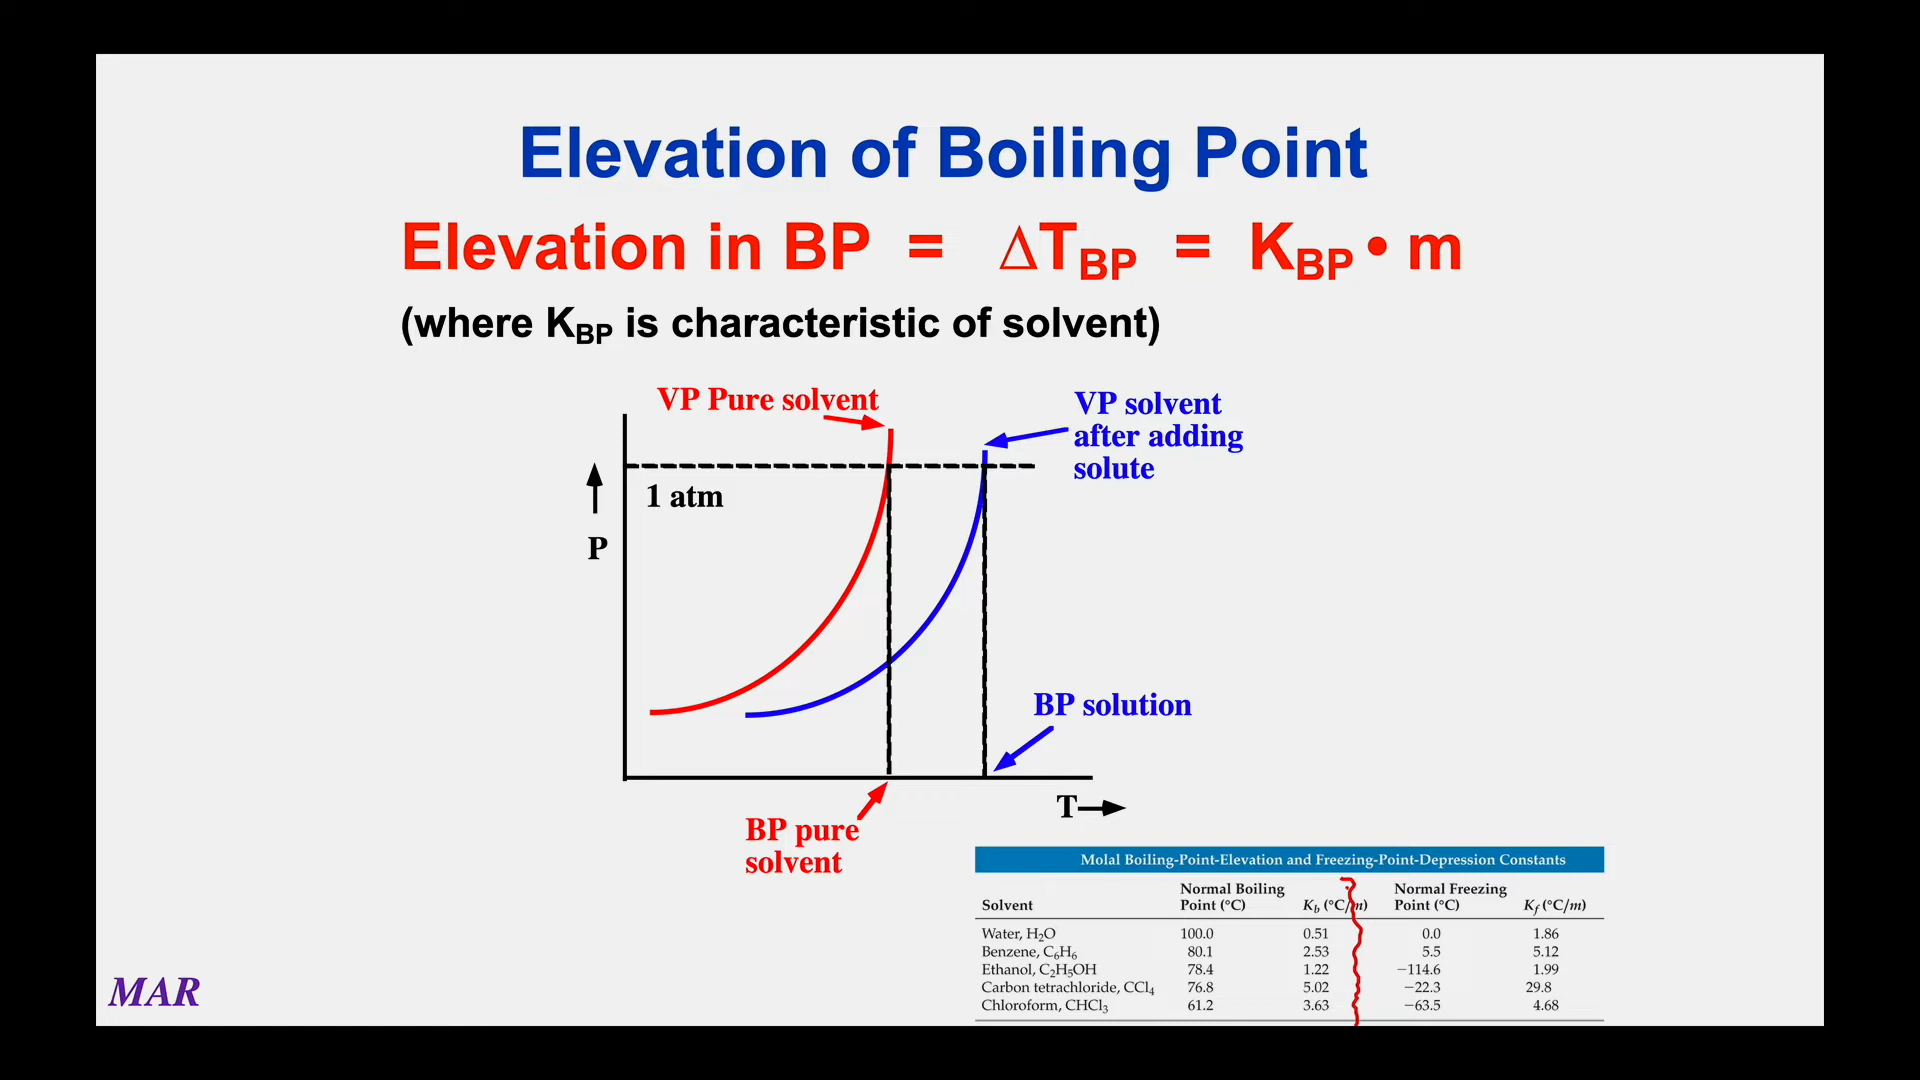 Elevation of Boiling Point
Elevation in BP = ΔT_BP = K_BP • m
(where K_BP is characteristic of solvent)
VP Pure solvent
VP solvent
after adding
solute
1 atm
P
BP solution
T
BP pure
solvent
Molal Boiling-Point-Elevation and Freezing-Point-Depression Constants
Normal Boiling Normal Freezing
Solvent Point (°C) K_b (°C/m) Point (°C) K_f (°C/m)
Water, H₂O 100.0 0.51 0.0 1.86
Benzene, C₆H₆ 80.1 2.53 5.5 5.12
Ethanol, C₂H₅OH 78.4 1.22 −114.6 1.99
Carbon tetrachloride, CCl₄ 76.8 5.02 −22.3 29.8
Chloroform, CHCl₃ 61.2 3.63 −63.5 4.68
MAR